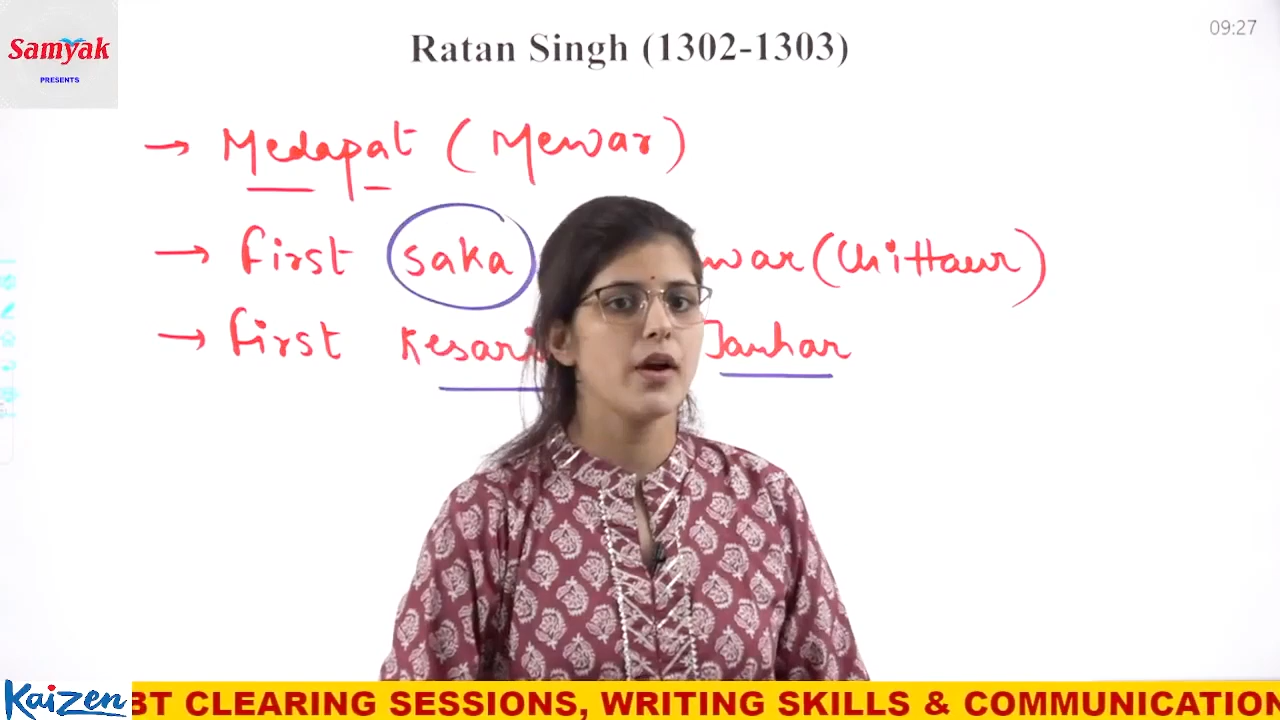 Samyak
PRESENTS
09:27
Ratan Singh (1302-1303)
→ Medapat (Mewar)
→ First saka war (Chittaur)
→ First Kesari Jauhar
Kaizen
BT CLEARING SESSIONS, WRITING SKILLS & COMMUNICATION